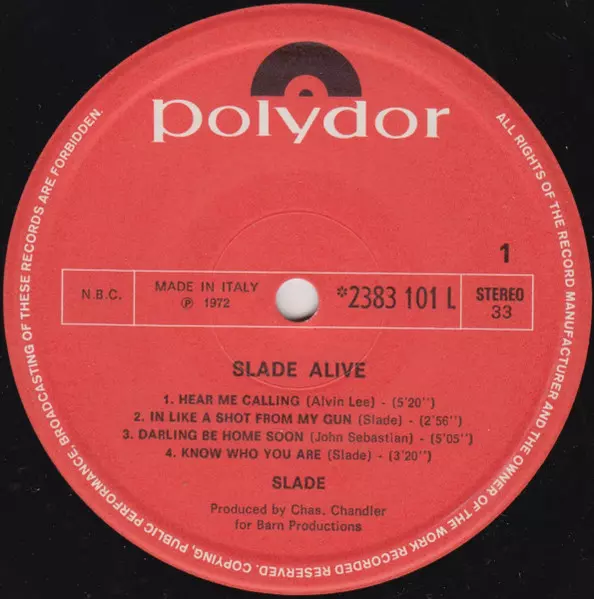 polydor
ALL RIGHTS OF THE RECORD MANUFACTURER AND THE OWNER OF THE WORK RECORDED RESERVED. COPYING, PUBLIC PERFORMANCE, BROADCASTING OF THESE RECORDS ARE FORBIDDEN.
1
N.B.C.
MADE IN ITALY
℗ 1972
*2383 101 L
STEREO
33
SLADE ALIVE
1. HEAR ME CALLING (Alvin Lee) - (5'20")
2. IN LIKE A SHOT FROM MY GUN (Slade) - (2'56")
3. DARLING BE HOME SOON (John Sebastian) - (5'05")
4. KNOW WHO YOU ARE (Slade) - (3'20")
SLADE
Produced by Chas. Chandler
for Barn Productions